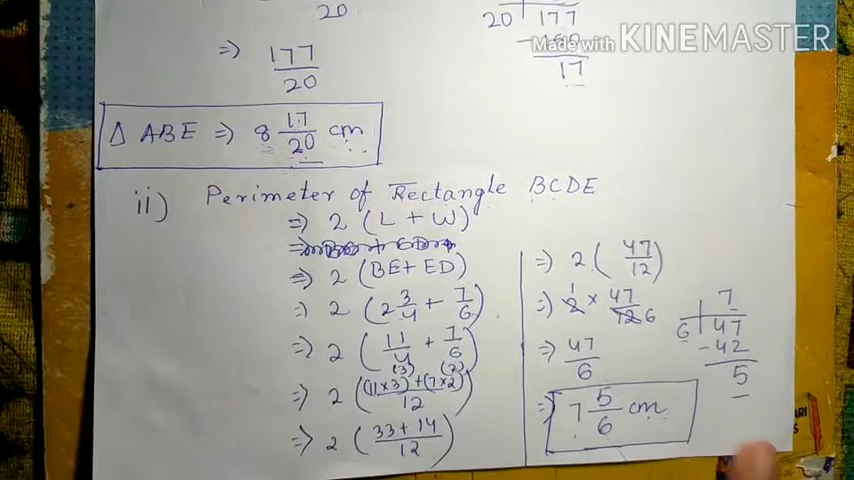 20
20 177
Made with KINEMASTER
⇒ 177/20
17
△ ABE ⇒ 8 17/20 cm
ii) Perimeter of Rectangle BCDE
⇒ 2 (L + W)
⇒ 2 (BE + ED)
⇒ 2 (2 3/4 + 7/6)
⇒ 2 (11/4 + 7/6)
(3) (2)
⇒ 2 ((11×3) + (7×2) / 12)
⇒ 2 (33 + 14 / 12)
⇒ 2 (47/12)
⇒ 2 × 47/12 1 6
⇒ 47/6
⇒ 7 5/6 cm
7
6 47
-42
5